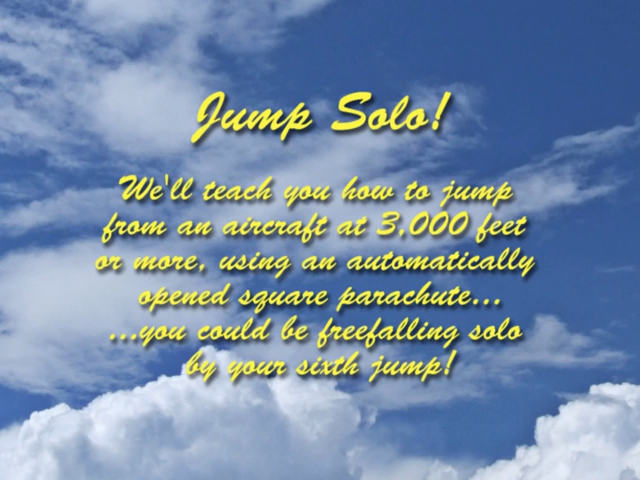 Jump Solo!
We'll teach you how to jump
from an aircraft at 3,000 feet
or more, using an automatically
opened square parachute...
...you could be freefalling solo
by your sixth jump!